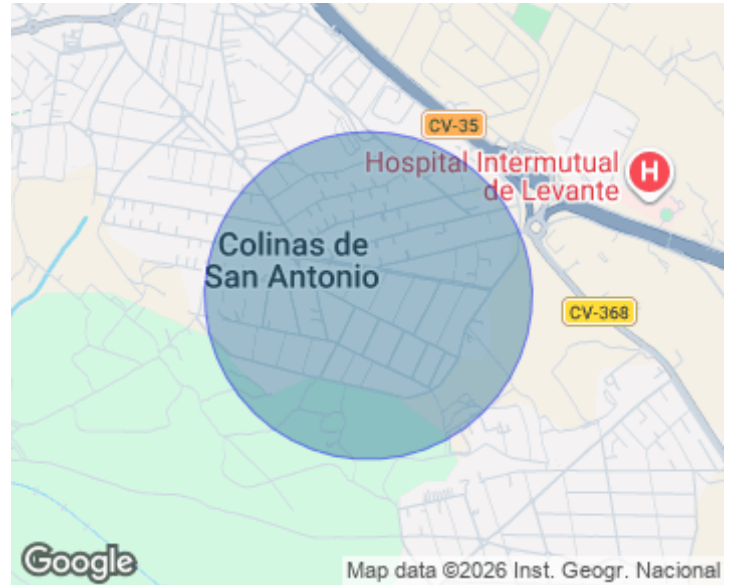 CV-35
Hospital Intermutual
de Levante
H
Colinas de
San Antonio
CV-368
Google
Map data ©2026 Inst. Geogr. Nacional